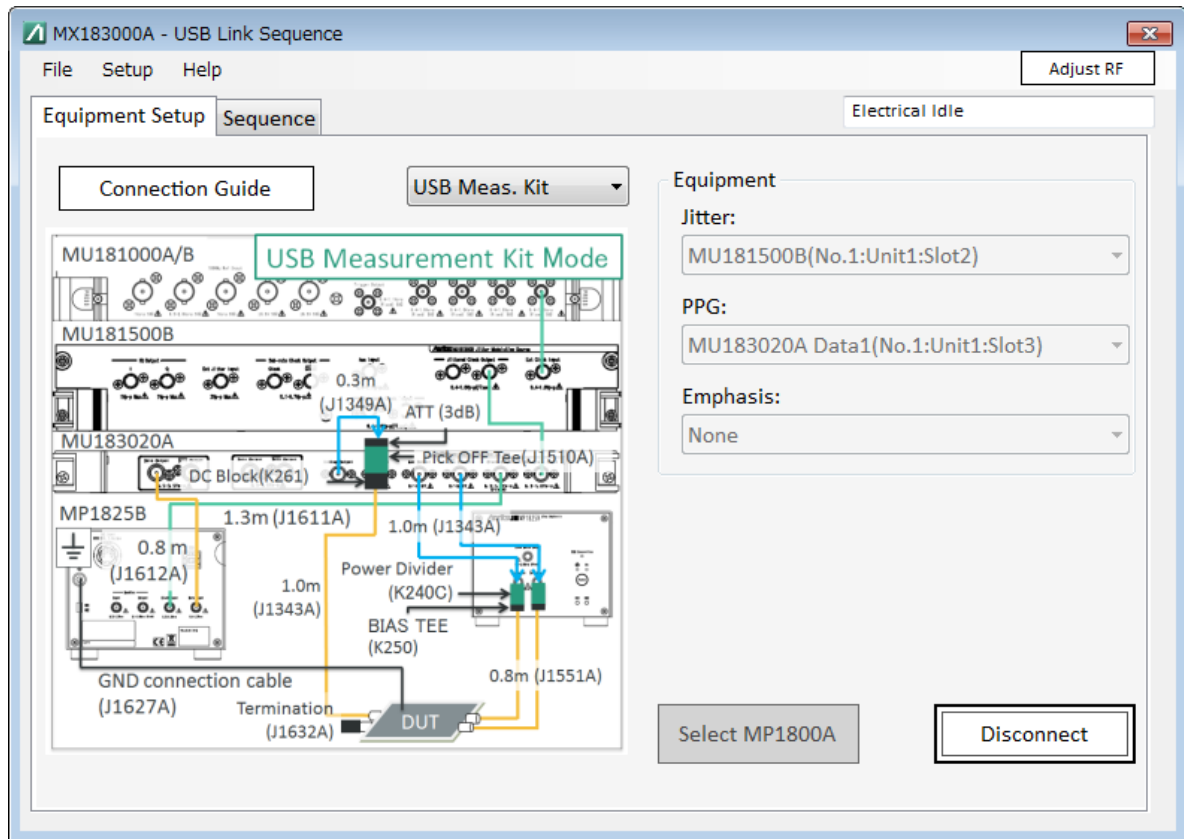 MX183000A - USB Link Sequence
File Setup Help
Adjust RF
Equipment Setup
Sequence
Electrical Idle
Connection Guide
USB Meas. Kit
MU181000A/B
USB Measurement Kit Mode
MU181500B
0.3m
(J1349A)
ATT (3dB)
MU183020A
Pick OFF Tee(J1510A)
DC Block(K261)
MP1825B
1.3m (J1611A)
1.0m (J1343A)
0.8 m
(J1612A)
1.0m
(J1343A)
Power Divider
(K240C)
BIAS TEE
(K250)
GND connection cable
(J1627A)
0.8m (J1551A)
Termination
(J1632A)
DUT
Equipment
Jitter:
MU181500B(No.1:Unit1:Slot2)
PPG:
MU183020A Data1(No.1:Unit1:Slot3)
Emphasis:
None
Select MP1800A
Disconnect